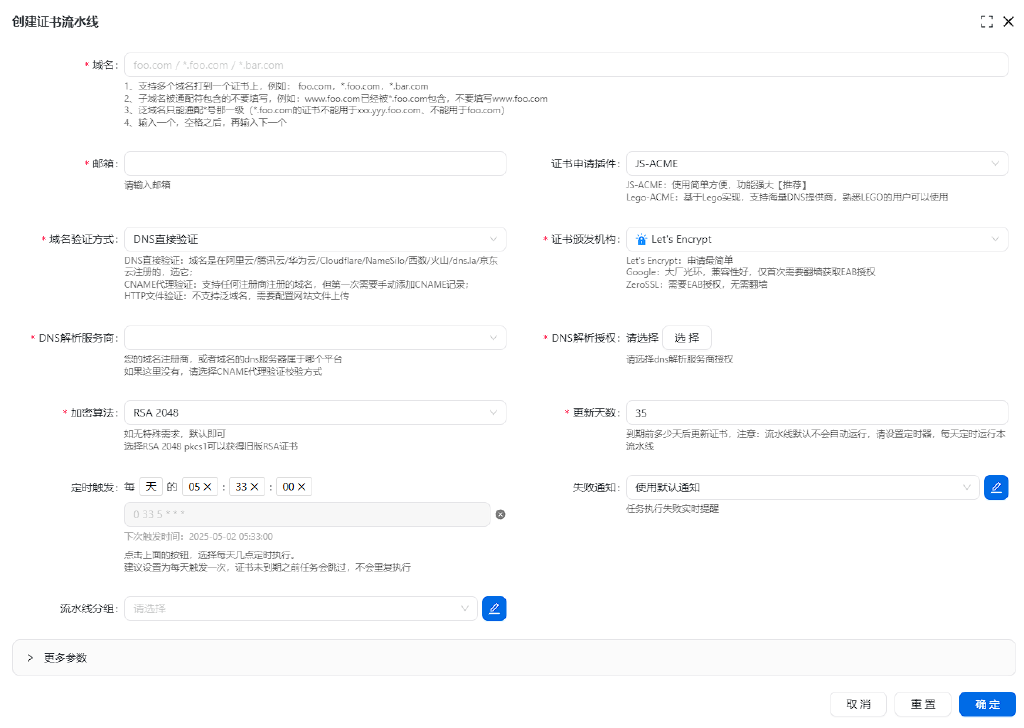 创建证书流水线
* 域名:
foo.com / *.foo.com / *.bar.com
1、支持多个域名打到一个证书上，例如： foo.com，*.foo.com，*.bar.com
2、子域名被通配符包含的不要填写，例如：www.foo.com已经被*.foo.com包含，不要填写www.foo.com
3、泛域名只能通配*号那一级（*.foo.com的证书不能用于xxx.yyy.foo.com、不能用于foo.com）
4、输入一个，空格之后，再输入下一个
* 邮箱:
请输入邮箱
证书申请插件: JS-ACME
JS-ACME：使用简单方便，功能强大【推荐】
Lego-ACME：基于Lego实现，支持海量DNS提供商，熟悉LEGO的用户可以使用
* 域名验证方式: DNS直接验证
DNS直接验证：域名是在阿里云/腾讯云/华为云/Cloudflare/NameSilo/西数/火山/dns.la/京东
云注册的，选它；
CNAME代理验证：支持任何注册商注册的域名，但第一次需要手动添加CNAME记录；
HTTP文件验证：不支持泛域名，需要配置网站文件上传
* 证书颁发机构: Let's Encrypt
Let's Encrypt：申请最简单
Google：大厂光环，兼容性好，仅首次需要翻墙获取EAB授权
ZeroSSL：需要EAB授权，无需翻墙
* DNS解析服务商:
您的域名注册商，或者域名的dns服务器属于哪个平台
如果这里没有，请选择CNAME代理验证校验方式
* DNS解析授权: 请选择 选 择
请选择dns解析服务商授权
* 加密算法: RSA 2048
如无特殊需求，默认即可
选择RSA 2048 pkcs1可以获得旧版RSA证书
* 更新天数: 35
到期前多少天后更新证书，注意：流水线默认不会自动运行，请设置定时器，每天定时运行本
流水线
定时触发: 每 天 的 05 : 33 : 00
0 33 5 * * *
下次触发时间：2025-05-02 05:33:00
点击上面的按钮，选择每天几点定时执行。
建议设置为每天触发一次，证书未到期之前任务会跳过，不会重复执行
失败通知: 使用默认通知
任务执行失败实时提醒
流水线分组: 请选择
更多参数
取 消 重 置 确 定